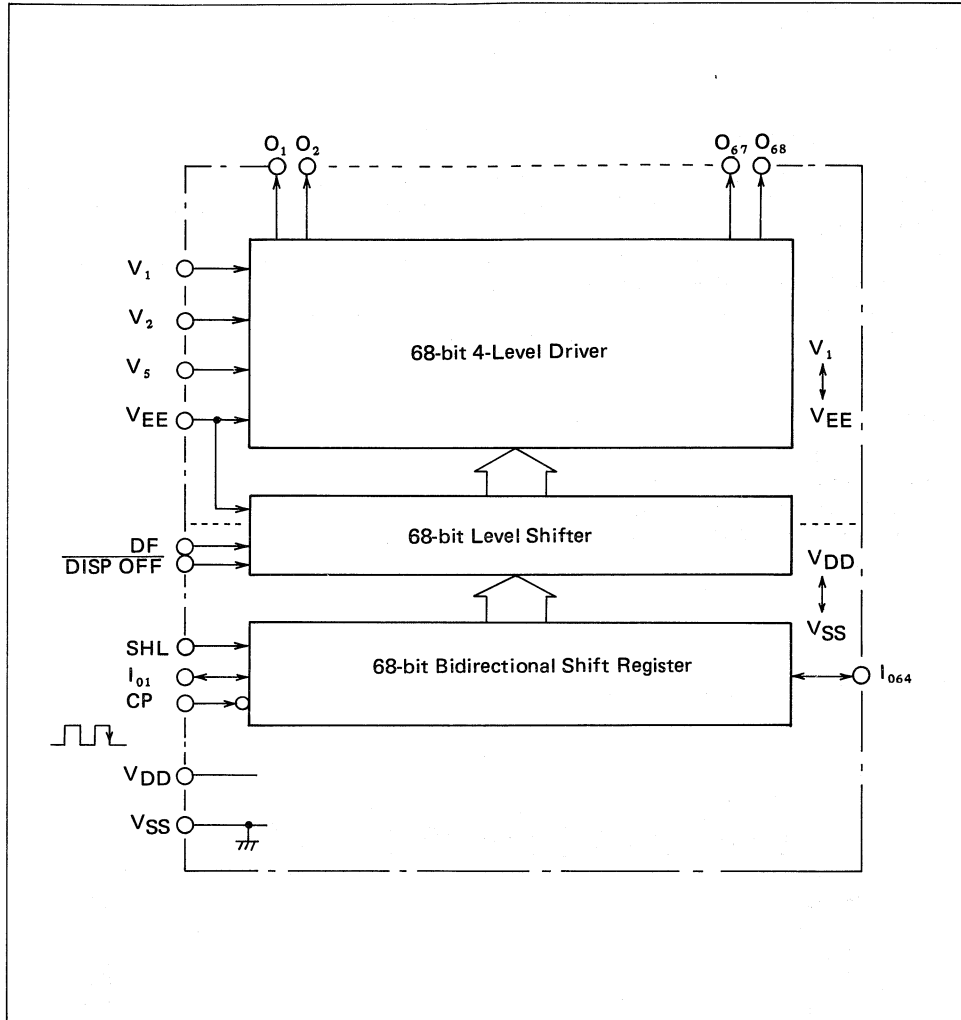 O₁ O₂ O₆₇ O₆₈
V₁
V₂
68-bit 4-Level Driver
V₁
V₅
VEE
VEE
68-bit Level Shifter
DF
DISP OFF
VDD
VSS
SHL
68-bit Bidirectional Shift Register
I₀₁
I₀₆₄
CP
VDD
VSS